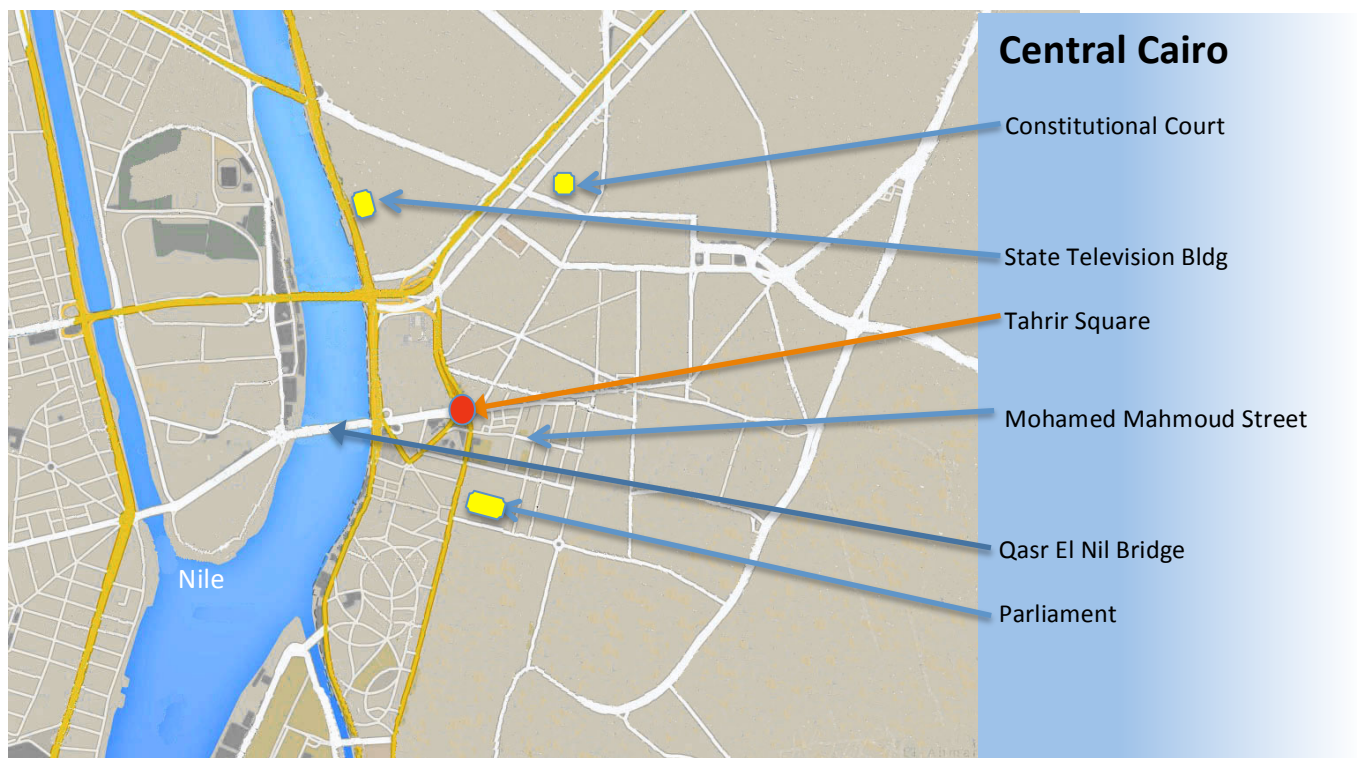 Central Cairo
Constitutional Court
State Television Bldg
Tahrir Square
Mohamed Mahmoud Street
Qasr El Nil Bridge
Parliament
Nile